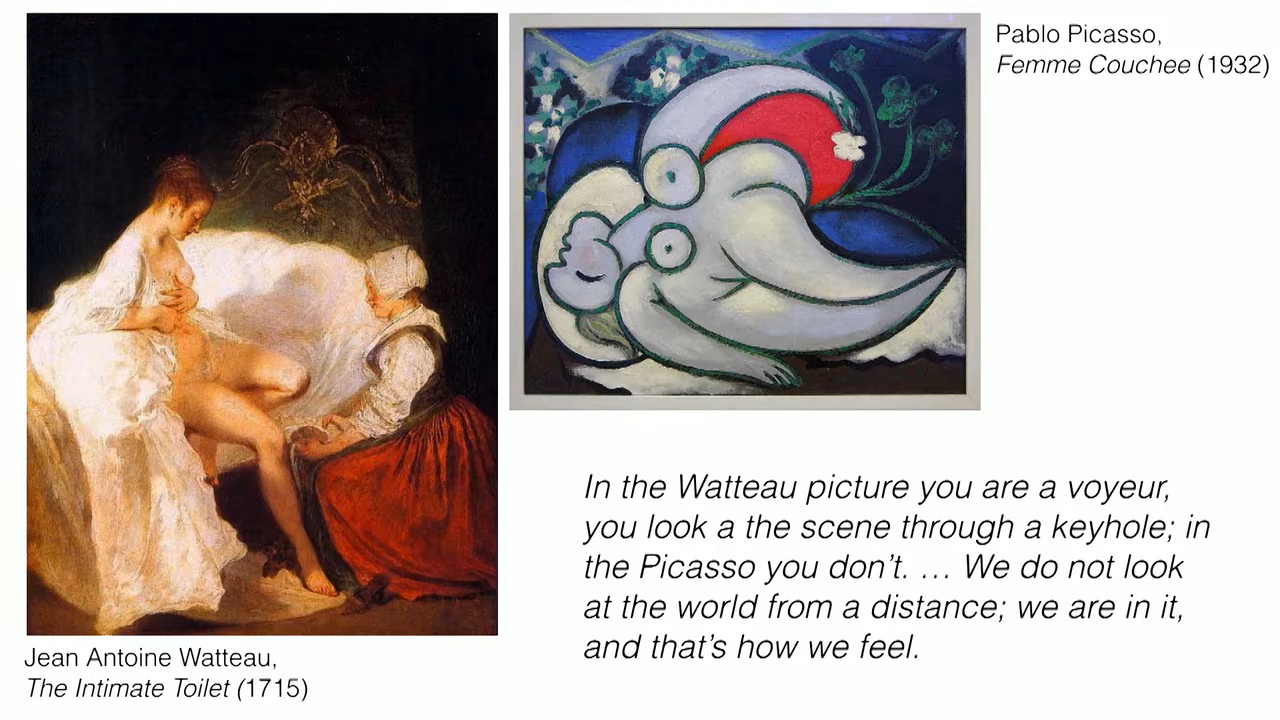 Pablo Picasso,
Femme Couchee (1932)
In the Watteau picture you are a voyeur,
you look a the scene through a keyhole; in
the Picasso you don’t. … We do not look
at the world from a distance; we are in it,
and that’s how we feel.
Jean Antoine Watteau,
The Intimate Toilet (1715)